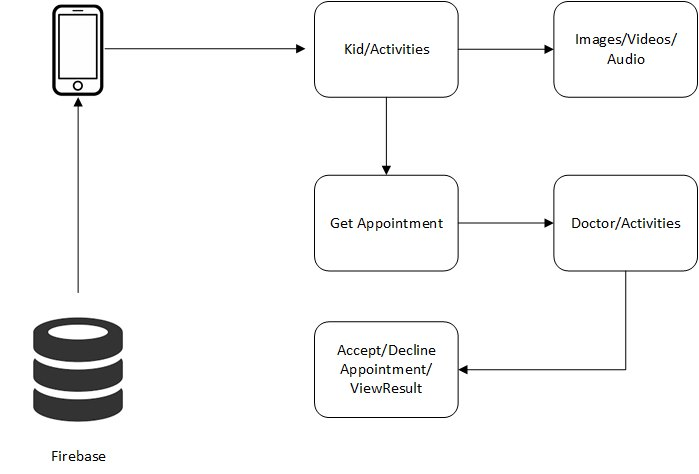 Kid/Activities
Images/Videos/
Audio
Get Appointment
Doctor/Activities
Accept/Decline
Appointment/
ViewResult
Firebase